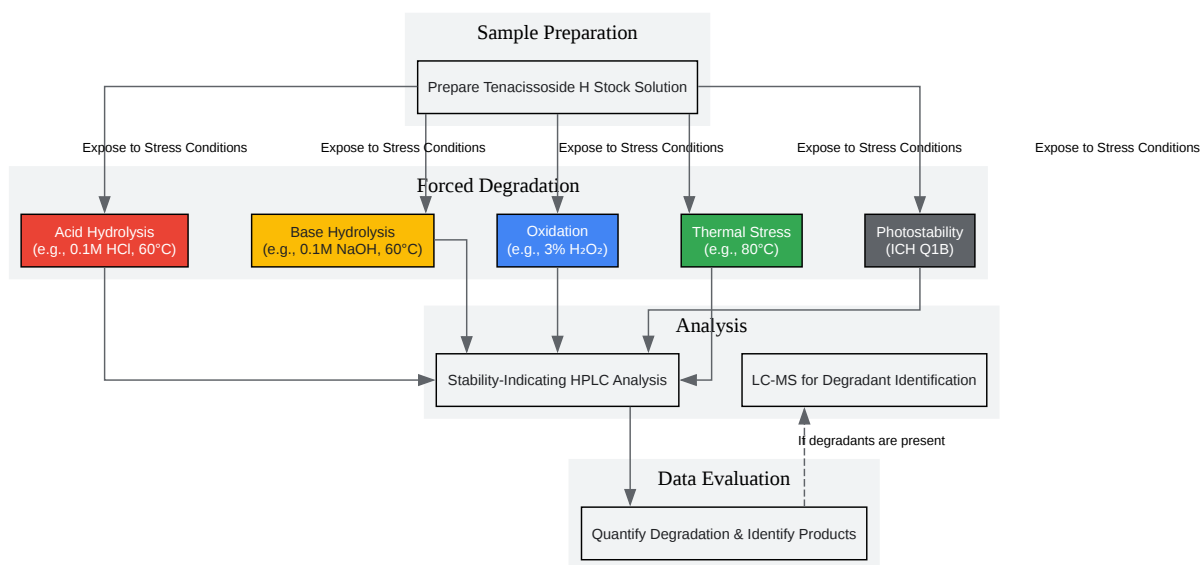 Sample Preparation
Prepare Tenacissoside H Stock Solution
Expose to Stress Conditions
Expose to Stress Conditions
Expose to Stress Conditions
Expose to Stress Conditions
Expose to Stress Conditions
Forced Degradation
Acid Hydrolysis
(e.g., 0.1M HCl, 60°C)
Base Hydrolysis
(e.g., 0.1M NaOH, 60°C)
Oxidation
(e.g., 3% H₂O₂)
Thermal Stress
(e.g., 80°C)
Photostability
(ICH Q1B)
Analysis
Stability-Indicating HPLC Analysis
LC-MS for Degradant Identification
If degradants are present
Data Evaluation
Quantify Degradation & Identify Products